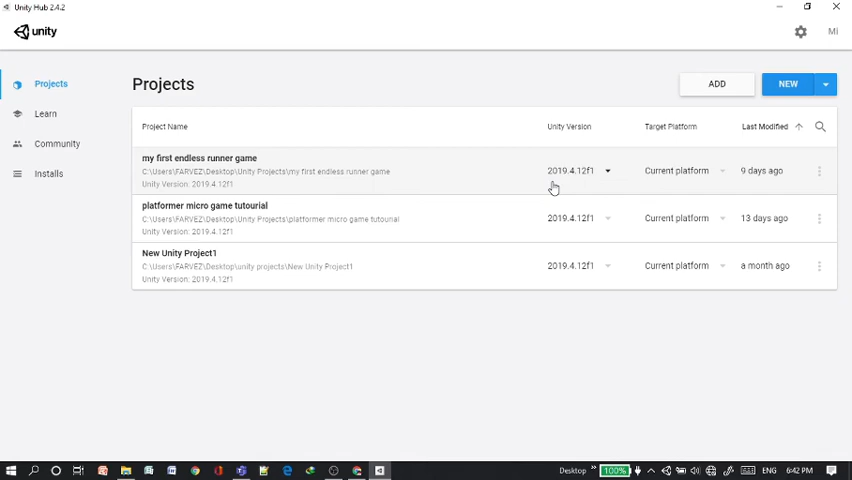 Unity Hub 2.4.2
unity
Mi
Projects
Learn
Community
Installs
Projects
ADD
NEW
Project Name
Unity Version
Target Platform
Last Modified
my first endless runner game
C:\Users\FARVEZ\Desktop\Unity Projects\my first endless runner game
Unity Version: 2019.4.12f1
2019.4.12f1
Current platform
9 days ago
platformer micro game tutourial
C:\Users\FARVEZ\Desktop\Unity Projects\platformer micro game tutourial
Unity Version: 2019.4.12f1
2019.4.12f1
Current platform
13 days ago
New Unity Project1
C:\Users\FARVEZ\Desktop\unity projects\New Unity Project1
Unity Version: 2019.4.12f1
2019.4.12f1
Current platform
a month ago
Desktop
100%
ENG
6:42 PM